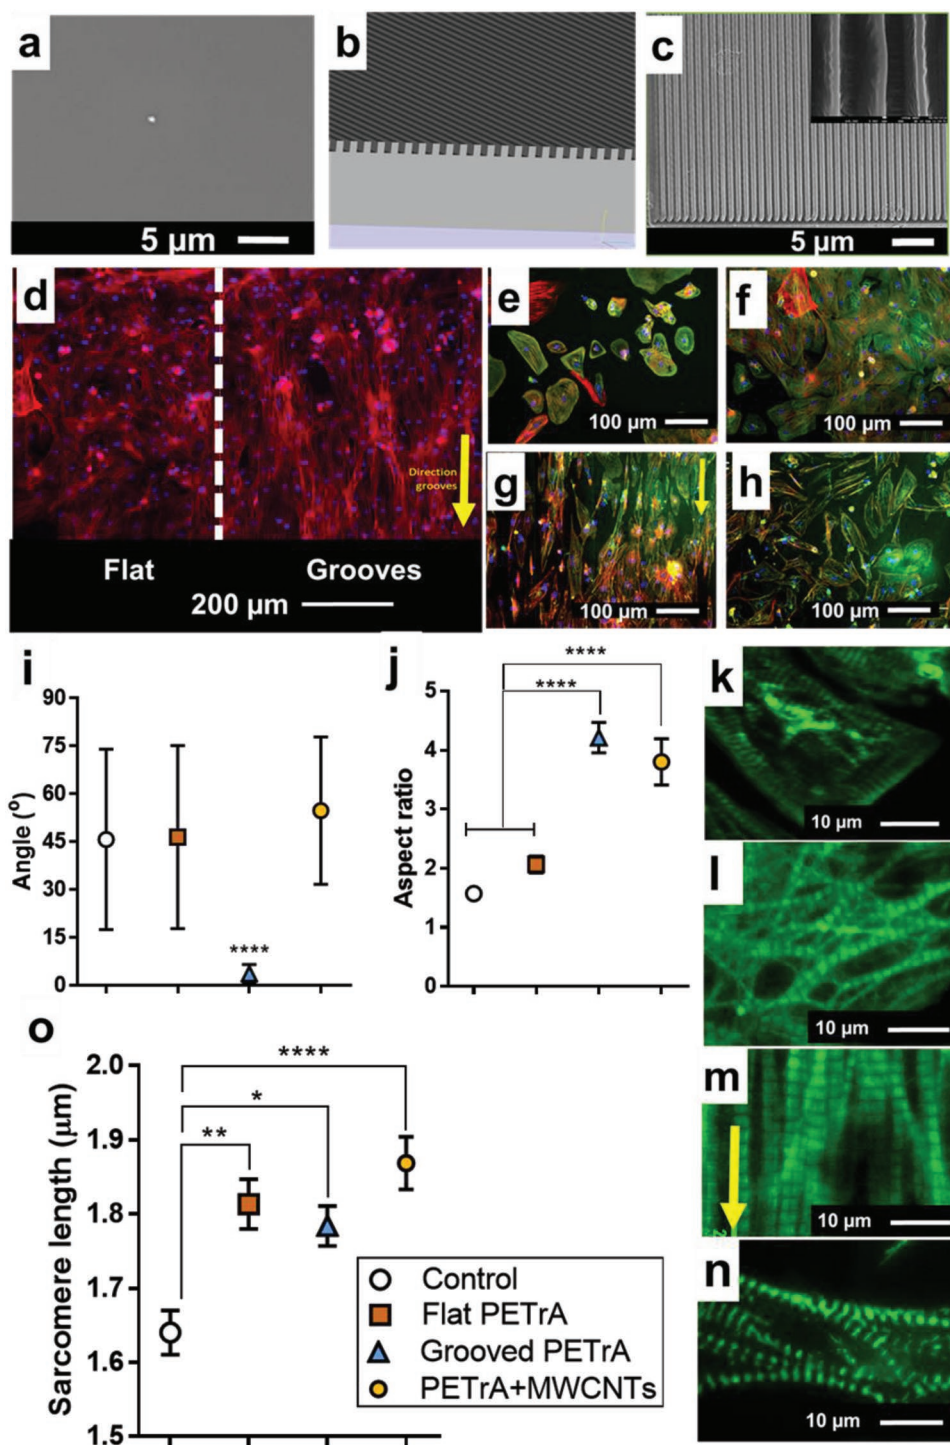 a
b
c
5 µm
5 µm
d
Direction
grooves
Flat
Grooves
200 µm
e
100 µm
f
100 µm
g
100 µm
h
100 µm
i
90
75
60
45
30
15
0
Angle (º)
****
j
5
4
3
2
1
0
Aspect ratio
****
****
k
10 µm
l
10 µm
m
10 µm
n
10 µm
o
2.0
1.9
1.8
1.7
1.6
1.5
Sarcomere length (µm)
****
*
**
Control
Flat PETrA
Grooved PETrA
PETrA+MWCNTs